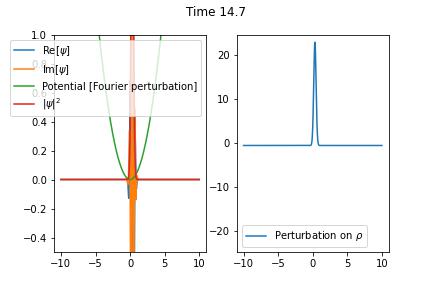 Time 14.7
1.0
0.8
0.6
0.4
0.2
0.0
−0.2
−0.4
Re[ψ]
Im[ψ]
Potential [Fourier perturbation]
|ψ|²
−10 −5 0 5 10
20
10
0
−10
−20
Perturbation on ρ
−10 −5 0 5 10